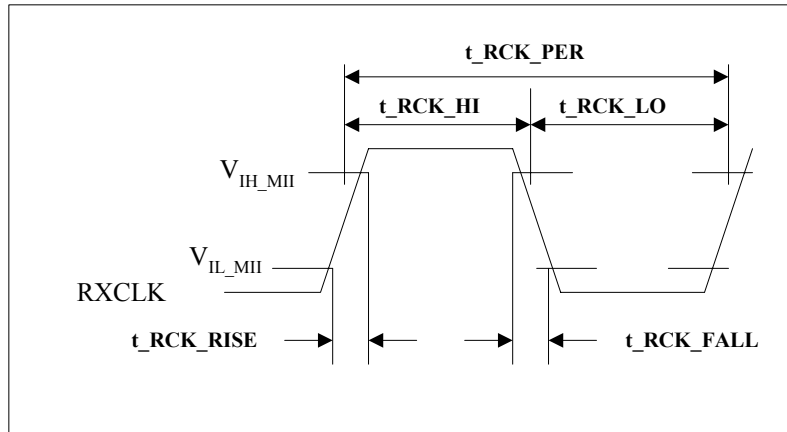 t_RCK_PER
t_RCK_HI t_RCK_LO
V_IH_MII
V_IL_MII
RXCLK
t_RCK_RISE t_RCK_FALL